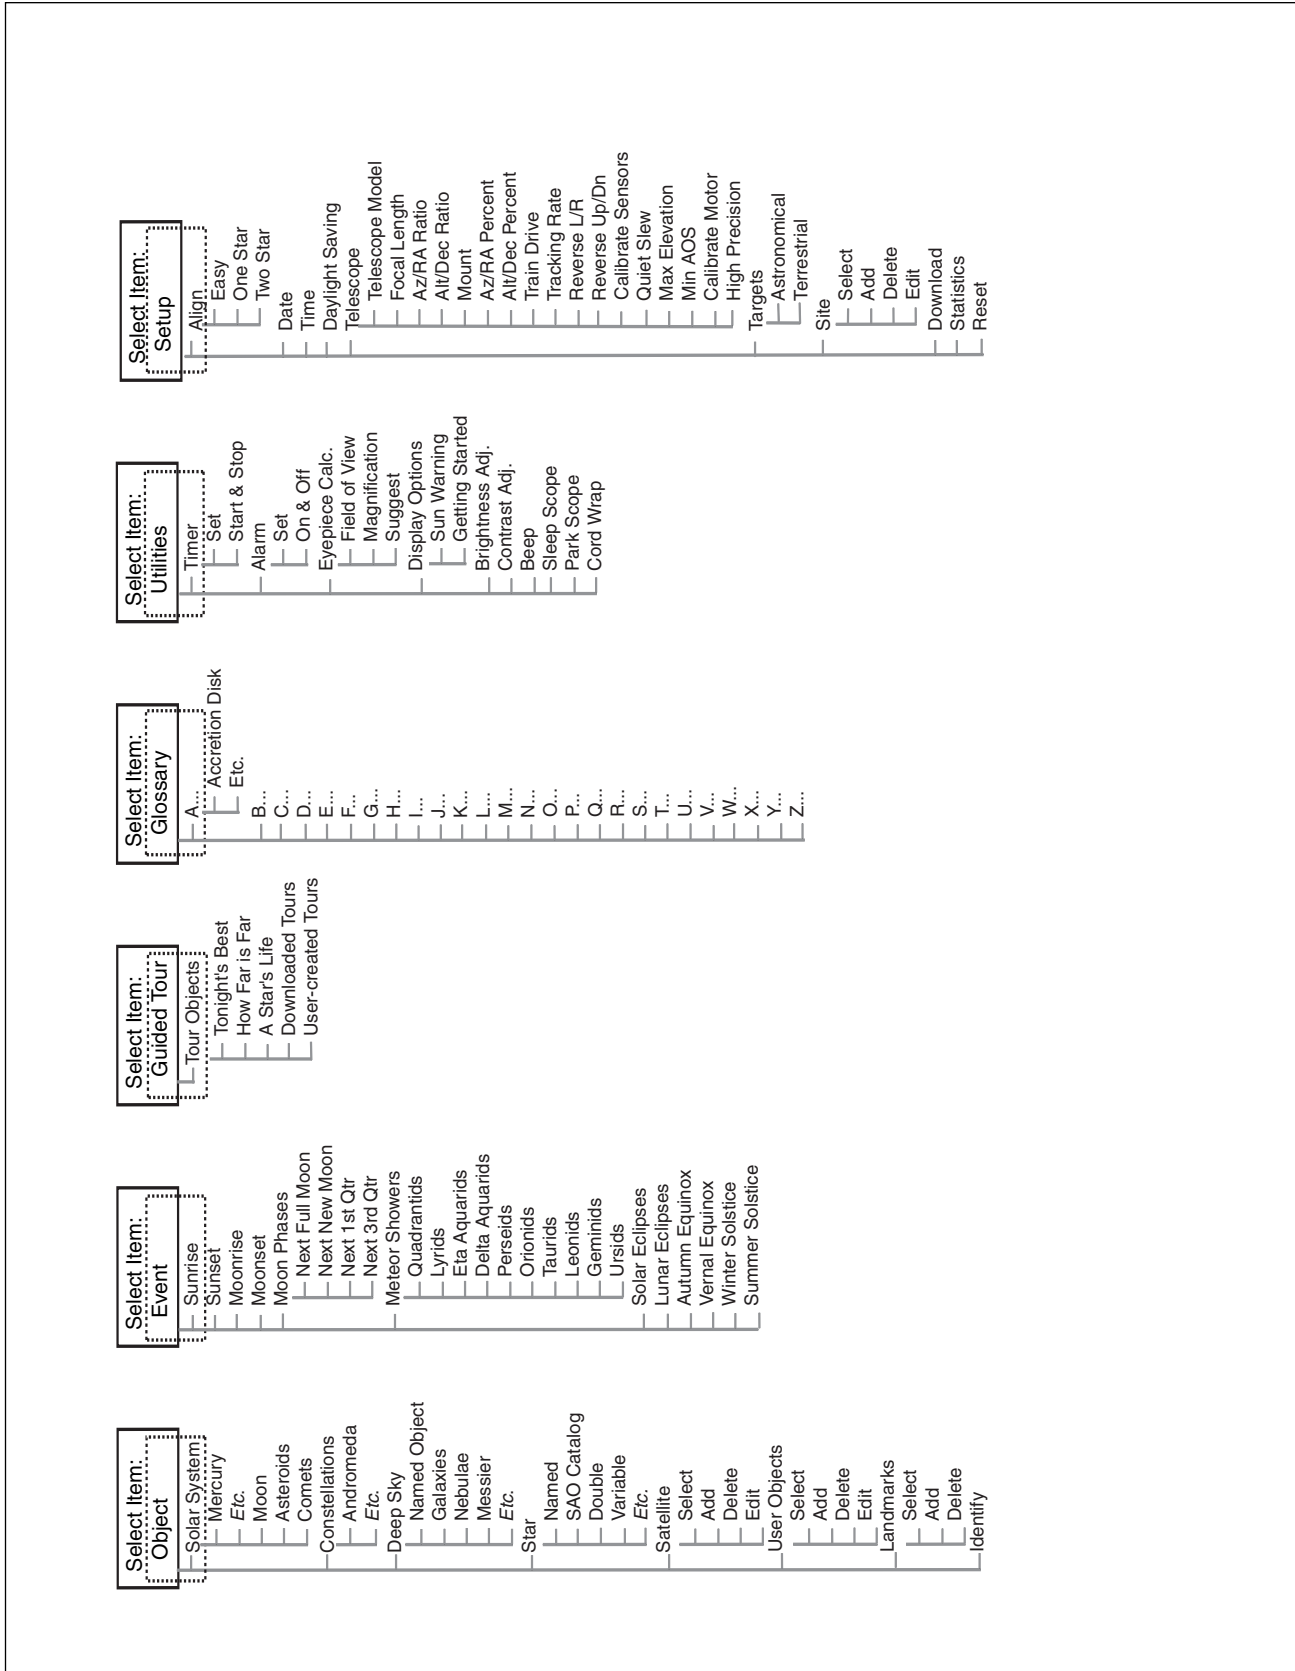 Select Item:
Object
Solar System
Mercury
Etc.
Moon
Asteroids
Comets
Constellations
Andromeda
Etc.
Deep Sky
Named Object
Galaxies
Nebulae
Messier
Etc.
Star
Named
SAO Catalog
Double
Variable
Etc.
Satellite
Select
Add
Delete
Edit
User Objects
Select
Add
Delete
Edit
Landmarks
Select
Add
Delete
Identify
Select Item:
Event
Sunrise
Sunset
Moonrise
Moonset
Moon Phases
Next Full Moon
Next New Moon
Next 1st Qtr
Next 3rd Qtr
Meteor Showers
Quadrantids
Lyrids
Eta Aquarids
Delta Aquarids
Perseids
Orionids
Taurids
Leonids
Geminids
Ursids
Solar Eclipses
Lunar Eclipses
Autumn Equinox
Vernal Equinox
Winter Solstice
Summer Solstice
Select Item:
Guided Tour
Tour Objects
Tonight's Best
How Far is Far
A Star's Life
Downloaded Tours
User-created Tours
Select Item:
Glossary
A...
Accretion Disk
Etc.
B...
C...
D...
E...
F...
G...
H...
I...
J...
K...
L...
M...
N...
O...
P...
Q...
R...
S...
T...
U...
V...
W...
X...
Y...
Z...
Select Item:
Utilities
Timer
Set
Start & Stop
Alarm
Set
On & Off
Eyepiece Calc.
Field of View
Magnification
Suggest
Display Options
Sun Warning
Getting Started
Brightness Adj.
Contrast Adj.
Beep
Sleep Scope
Park Scope
Cord Wrap
Select Item:
Setup
Align
Easy
One Star
Two Star
Date
Time
Daylight Saving
Telescope
Telescope Model
Focal Length
Az/RA Ratio
Alt/Dec Ratio
Mount
Az/RA Percent
Alt/Dec Percent
Train Drive
Tracking Rate
Reverse L/R
Reverse Up/Dn
Calibrate Sensors
Quiet Slew
Max Elevation
Min AOS
Calibrate Motor
High Precision
Targets
Astronomical
Terrestrial
Site
Select
Add
Delete
Edit
Download
Statistics
Reset